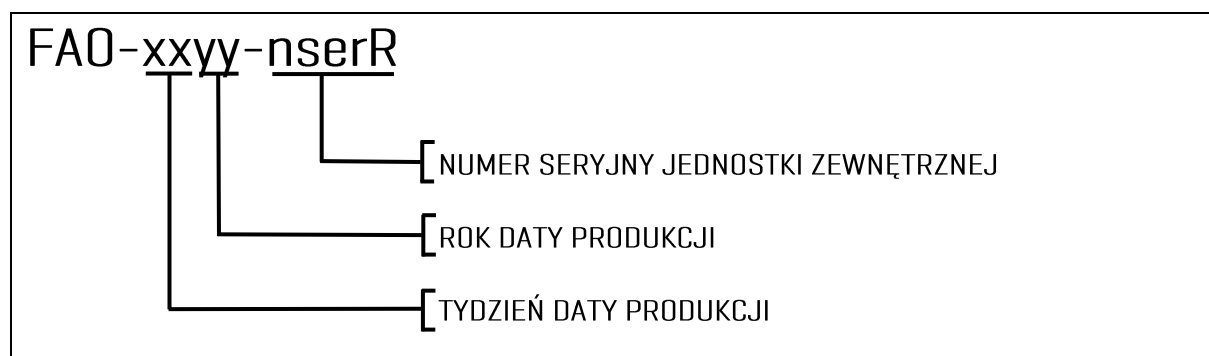 FAO-xxyy-nserR
NUMER SERYJNY JEDNOSTKI ZEWNĘTRZNEJ
ROK DATY PRODUKCJI
TYDZIEŃ DATY PRODUKCJI